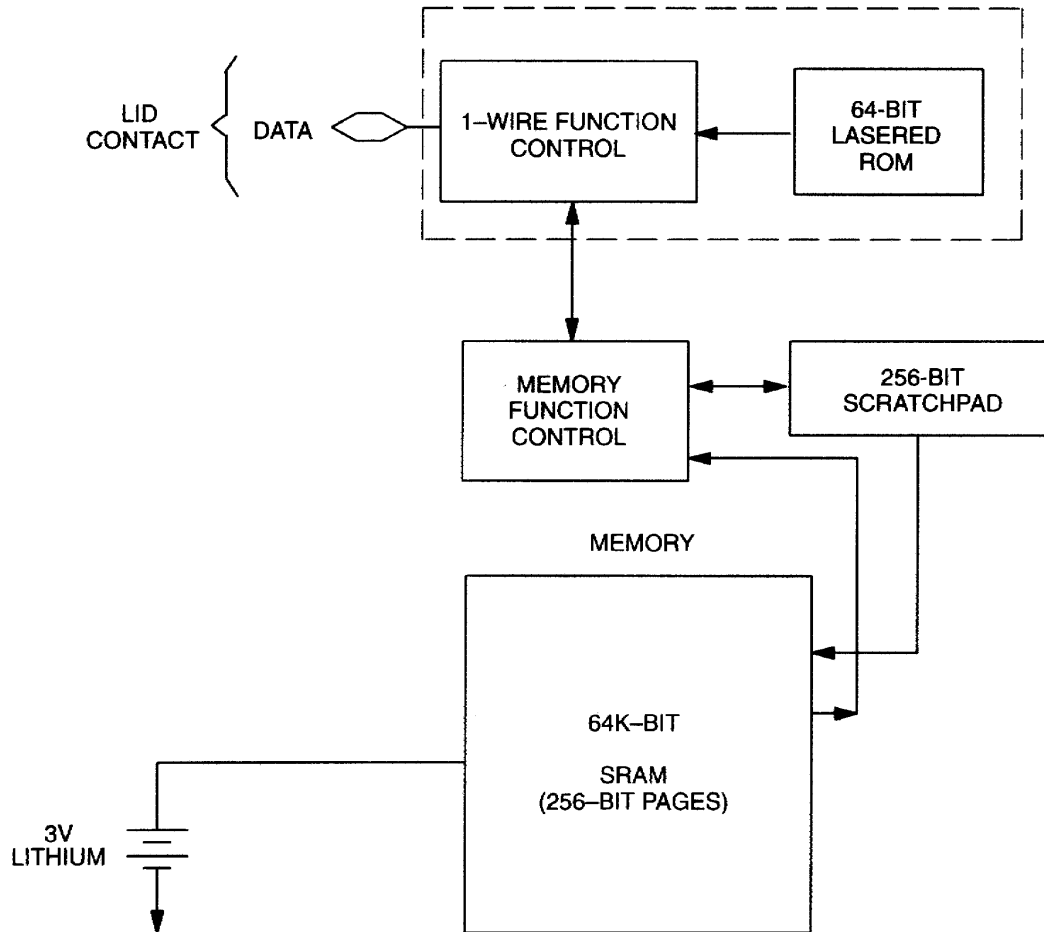 LID
CONTACT
DATA
1–WIRE FUNCTION
CONTROL
64-BIT
LASERED
ROM
MEMORY
FUNCTION
CONTROL
256-BIT
SCRATCHPAD
MEMORY
64K–BIT
SRAM
(256–BIT PAGES)
3V
LITHIUM